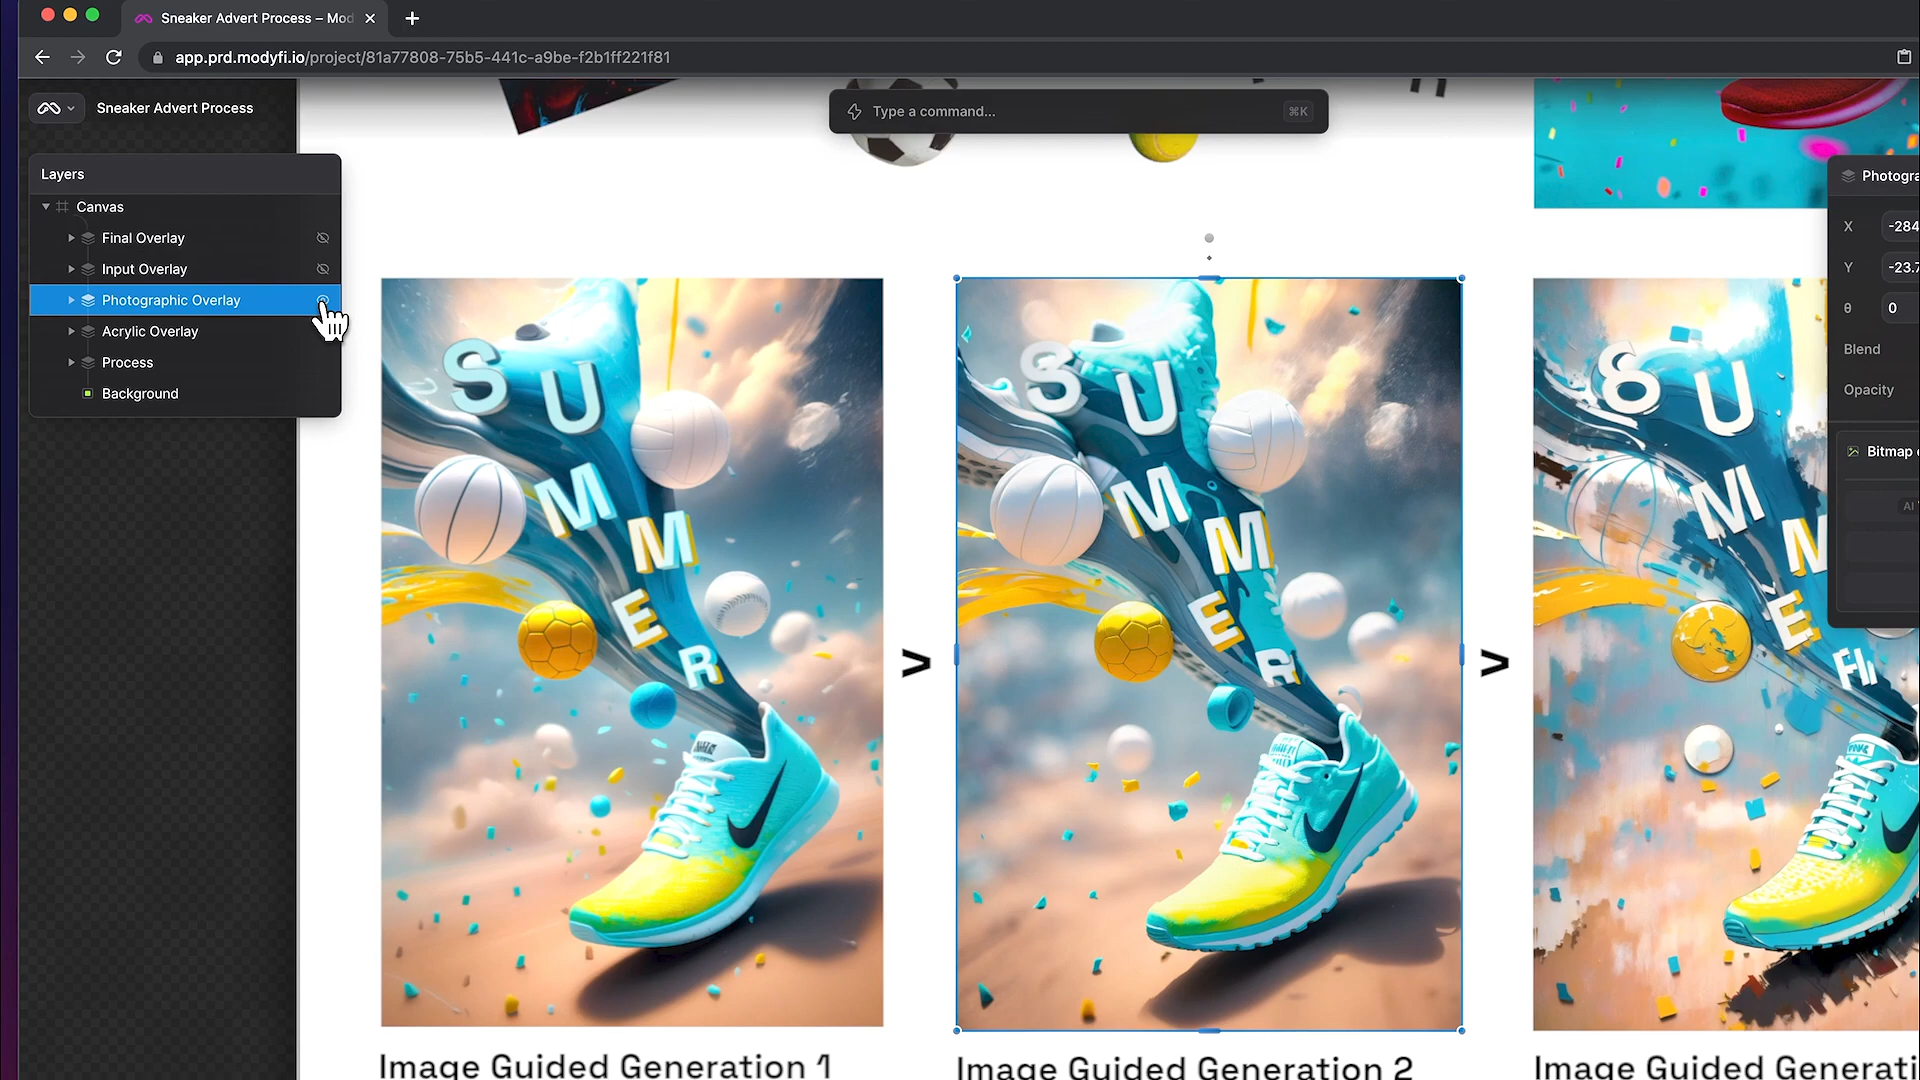 Sneaker Advert Process – Mod
app.prd.modyfi.io/project/81a77808-75b5-441c-a9be-f2b1ff221f81
Sneaker Advert Process
Type a command...
⌘K
Layers
Canvas
Final Overlay
Input Overlay
Photographic Overlay
Acrylic Overlay
Process
Background
Photogra
X
-284
Y
-23.7
θ
0
Blend
Opacity
Bitmap
AI
SUMMER
>
SUMMER
>
SUMME
Image Guided Generation 1
Image Guided Generation 2
Image Guided Generati